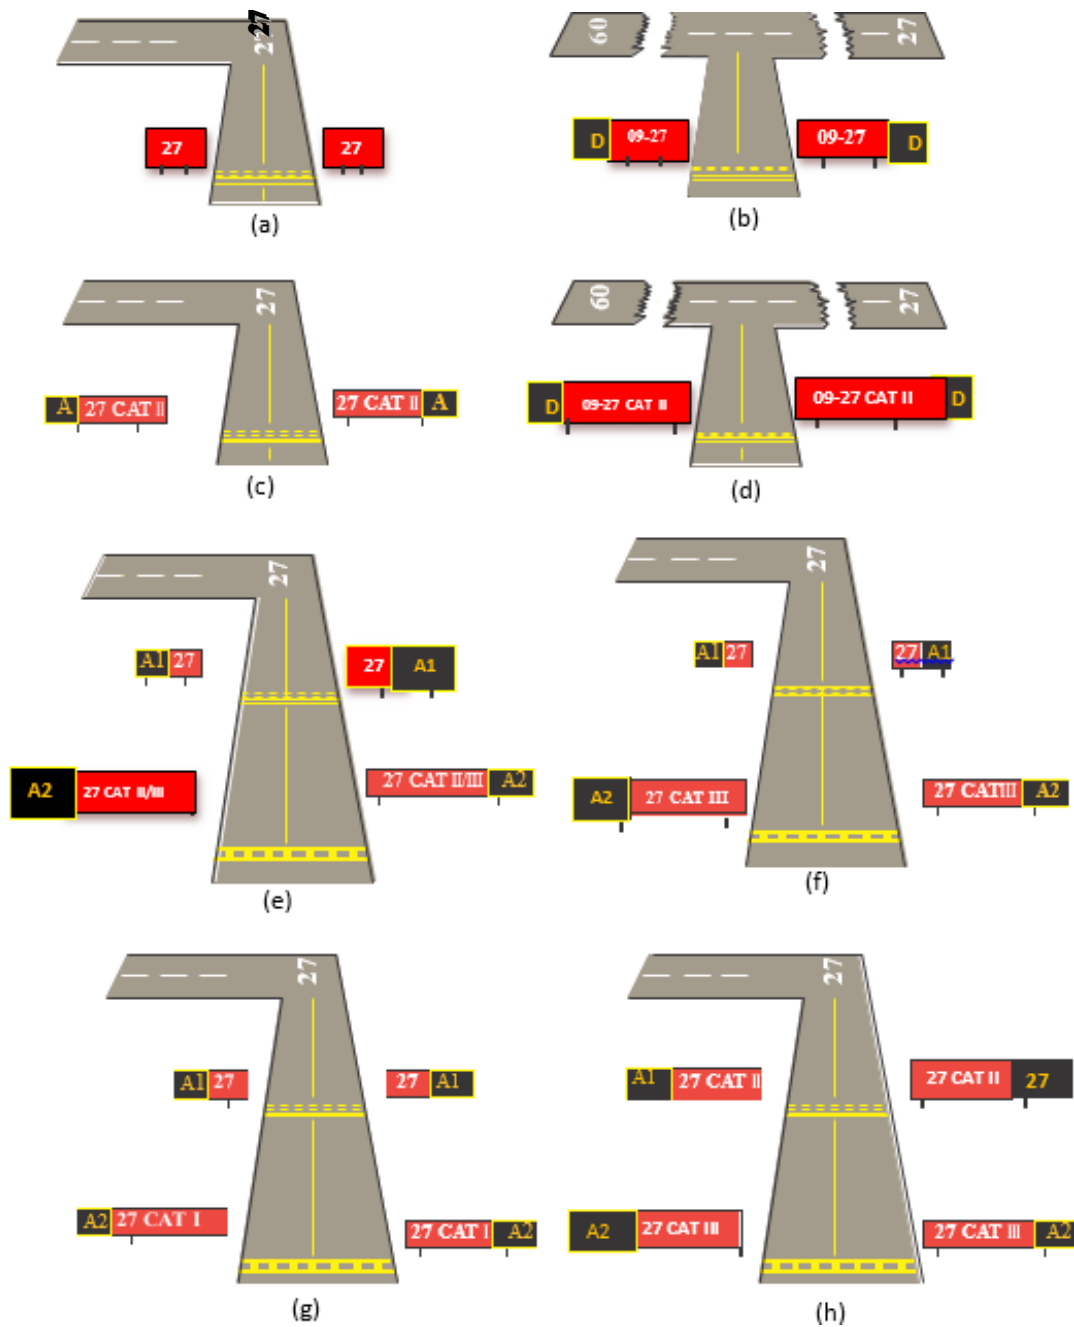 27
27
27 27
(a)
60 27
D 09-27 09-27 D
(b)
27
A 27 CAT II 27 CAT II A
(c)
60 27
D 09-27 CAT II 09-27 CAT II D
(d)
27
A1 27 27 A1
A2 27 CAT II/III 27 CAT II/III A2
(e)
27
A1 27 27 A1
A2 27 CAT III 27 CATIII A2
(f)
27
A1 27 27 A1
A2 27 CAT I 27 CAT I A2
(g)
27
A1 27 CAT II 27 CAT II 27
A2 27 CAT III 27 CAT III A2
(h)